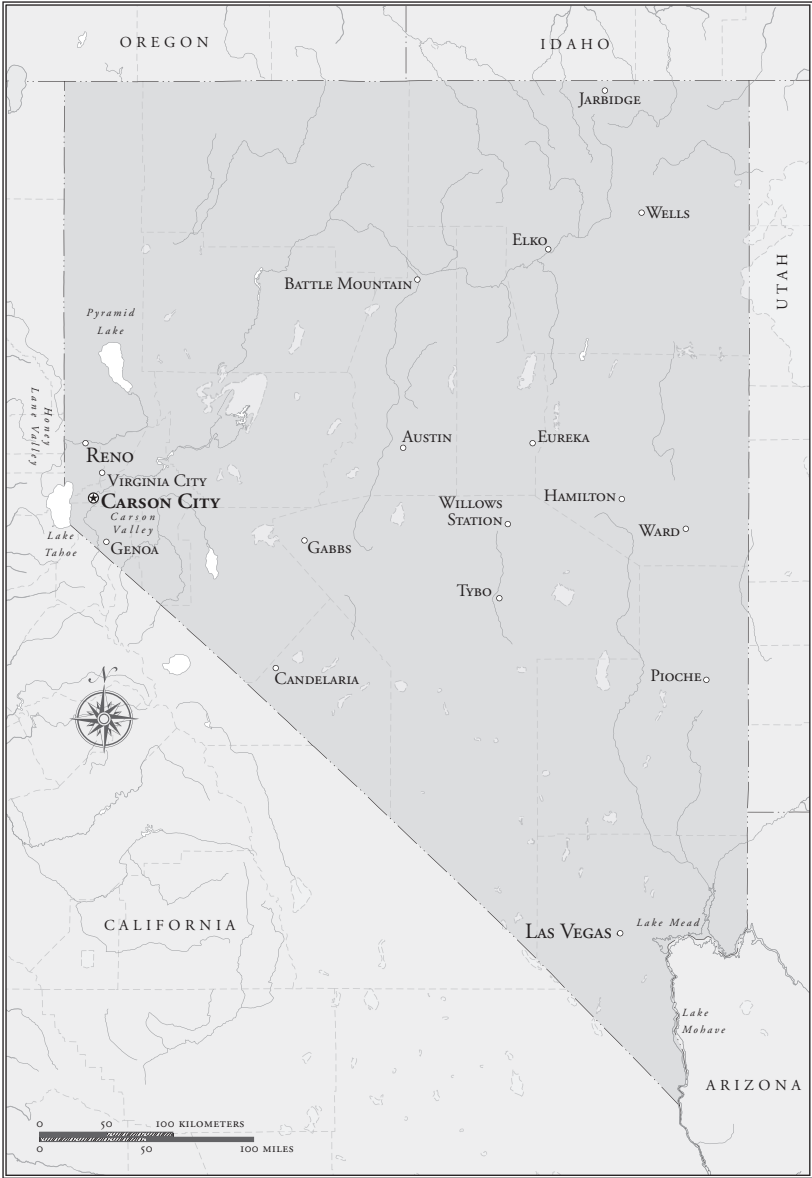 OREGON
IDAHO
Jarbidge
Wells
Elko
UTAH
Battle Mountain
Pyramid
Lake
Honey
Lane Valley
Austin
Eureka
Reno
Virginia City
Carson City
Carson
Valley
Genoa
Lake
Tahoe
Willows
Station
Hamilton
Ward
Gabbs
Tybo
N
Candelaria
Pioche
CALIFORNIA
Las Vegas
Lake Mead
Lake
Mohave
ARIZONA
0 50 100 KILOMETERS
0 50 100 MILES